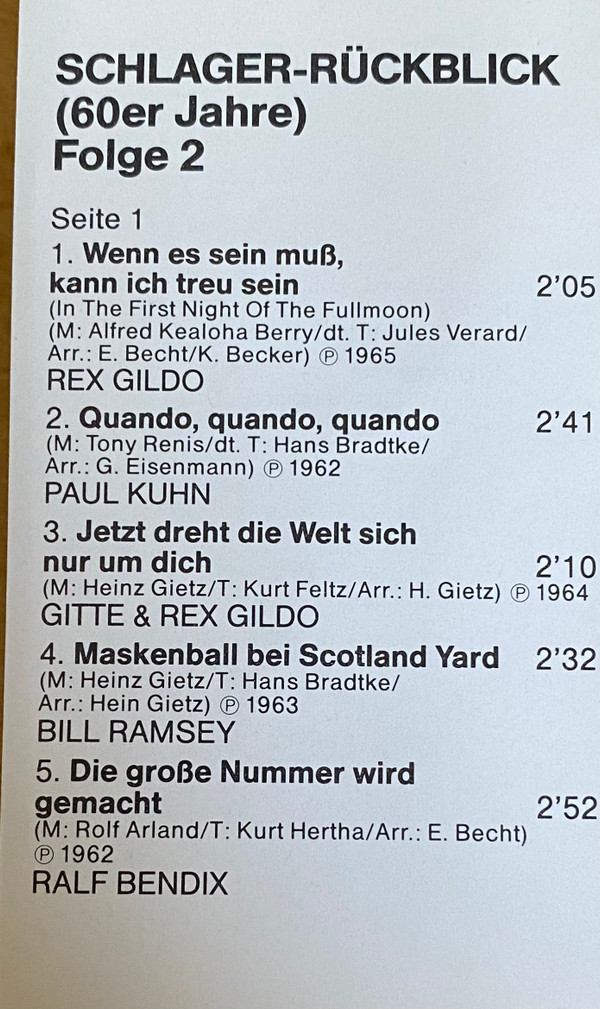 SCHLAGER-RÜCKBLICK
(60er Jahre)
Folge 2
Seite 1
1. Wenn es sein muß,
kann ich treu sein 2'05
(In The First Night Of The Fullmoon)
(M: Alfred Kealoha Berry/dt. T: Jules Verard/
Arr.: E. Becht/K. Becker) ℗ 1965
REX GILDO
2. Quando, quando, quando 2'41
(M: Tony Renis/dt. T: Hans Bradtke/
Arr.: G. Eisenmann) ℗ 1962
PAUL KUHN
3. Jetzt dreht die Welt sich
nur um dich 2'10
(M: Heinz Gietz/T: Kurt Feltz/Arr.: H. Gietz) ℗ 1964
GITTE & REX GILDO
4. Maskenball bei Scotland Yard 2'32
(M: Heinz Gietz/T: Hans Bradtke/
Arr.: Hein Gietz) ℗ 1963
BILL RAMSEY
5. Die große Nummer wird
gemacht 2'52
(M: Rolf Arland/T: Kurt Hertha/Arr.: E. Becht)
℗ 1962
RALF BENDIX